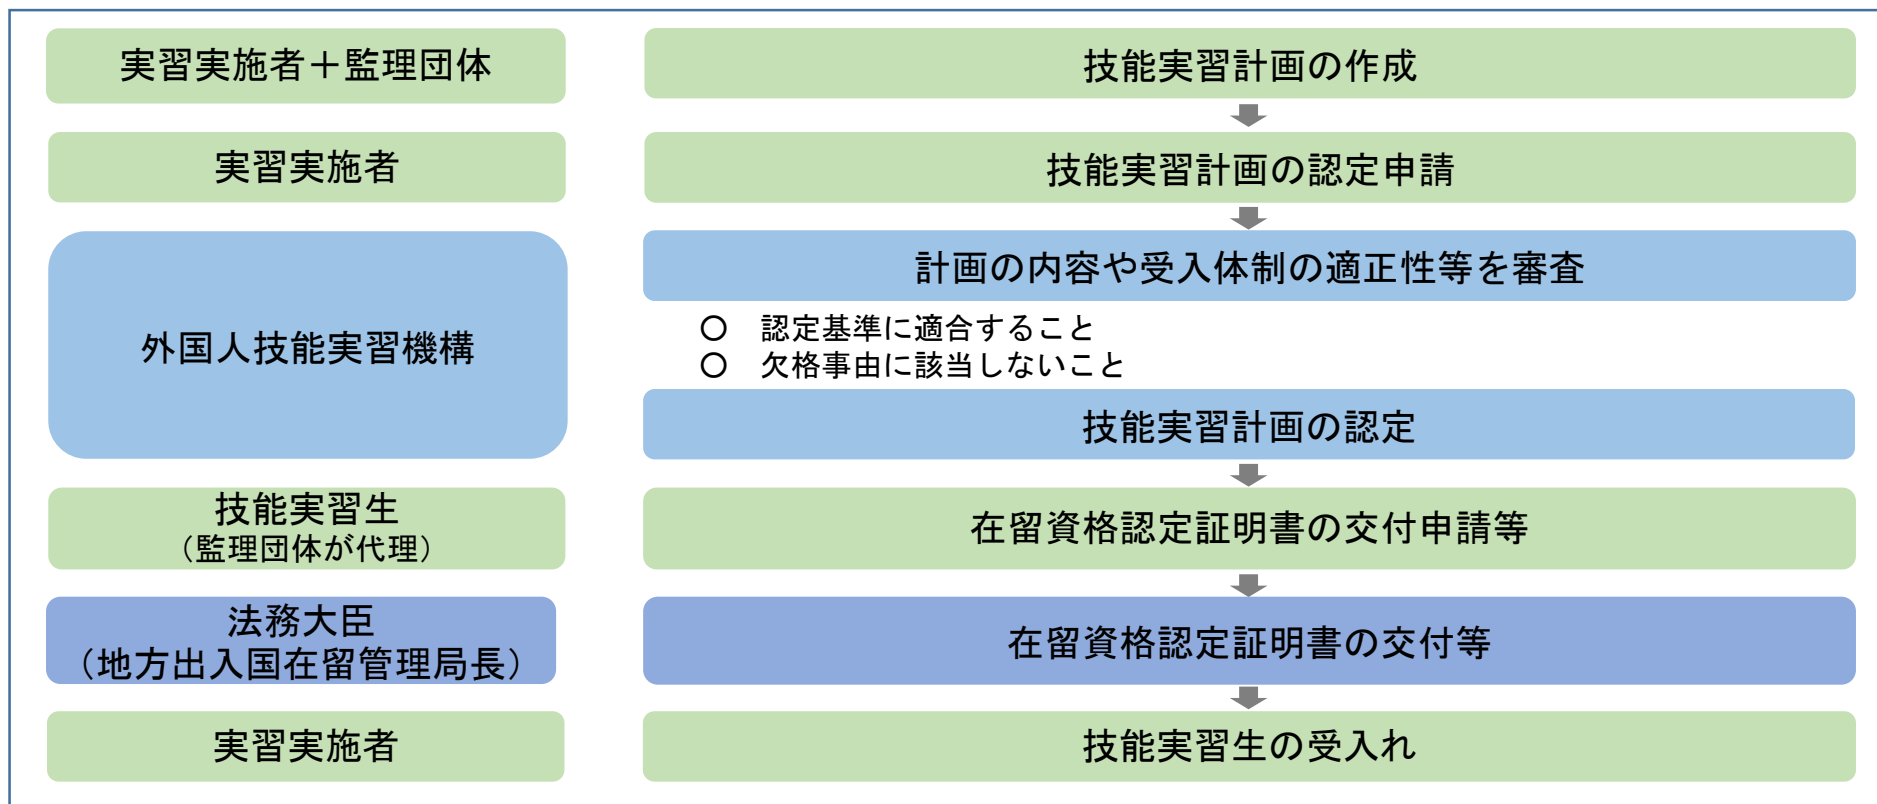 実習実施者＋監理団体
技能実習計画の作成
実習実施者
技能実習計画の認定申請
外国人技能実習機構
計画の内容や受入体制の適正性等を審査
〇　認定基準に適合すること
〇　欠格事由に該当しないこと
技能実習計画の認定
技能実習生
（監理団体が代理）
在留資格認定証明書の交付申請等
法務大臣
（地方出入国在留管理局長）
在留資格認定証明書の交付等
実習実施者
技能実習生の受入れ